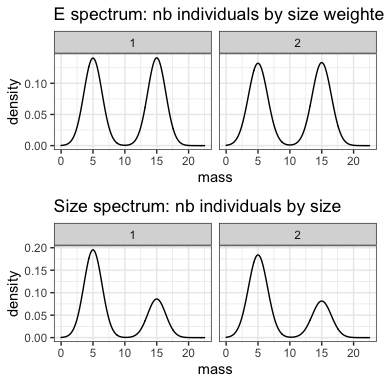 E spectrum: nb individuals by size weighte
1 2
density
0.10
0.05
0.00
0 5 10 15 20 0 5 10 15 20
mass
Size spectrum: nb individuals by size
1 2
density
0.20
0.15
0.10
0.05
0.00
0 5 10 15 20 0 5 10 15 20
mass